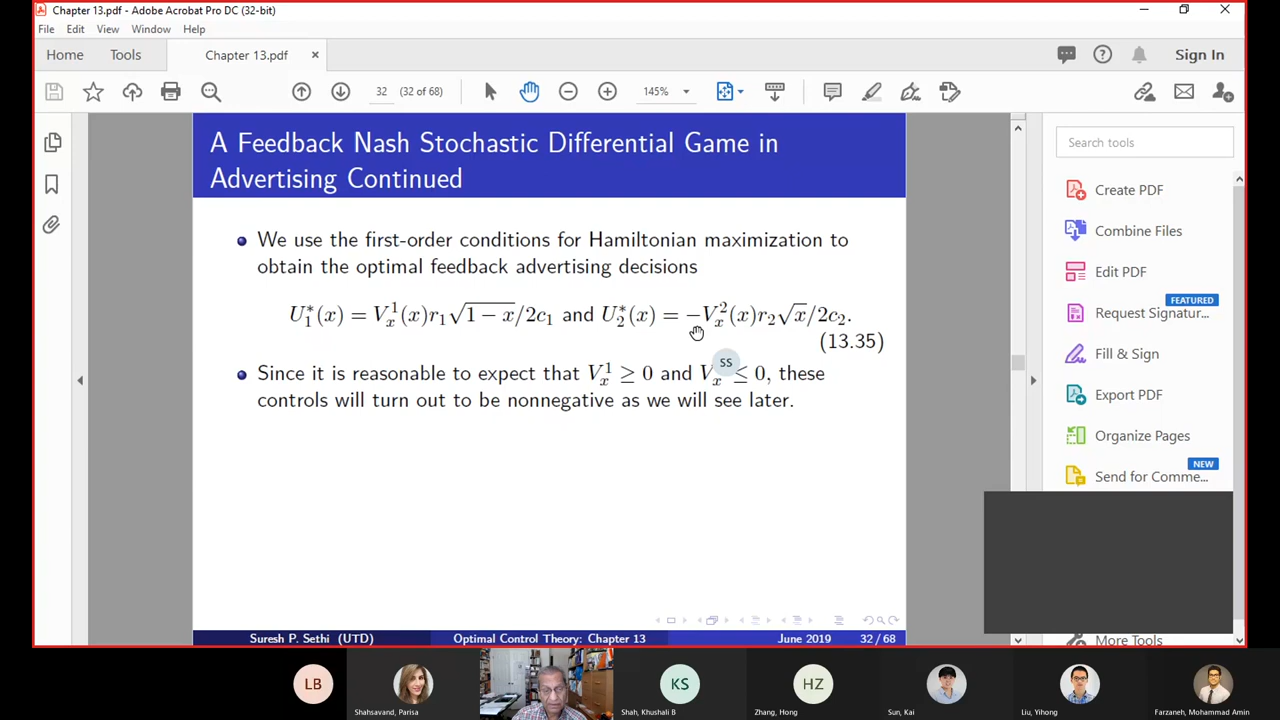 Chapter 13.pdf - Adobe Acrobat Pro DC (32-bit)
File Edit View Window Help
Home Tools Chapter 13.pdf × Sign In
32 (32 of 68) 145%
A Feedback Nash Stochastic Differential Game in
Advertising Continued
We use the first-order conditions for Hamiltonian maximization to
obtain the optimal feedback advertising decisions
U₁*(x) = Vₓ¹(x)r₁√(1 − x)/2c₁ and U₂*(x) = −Vₓ²(x)r₂√x/2c₂.
(13.35)
SS
Since it is reasonable to expect that Vₓ¹ ≥ 0 and Vₓ ≤ 0, these
controls will turn out to be nonnegative as we will see later.
Suresh P. Sethi (UTD) Optimal Control Theory: Chapter 13 June 2019 32 / 68
Search tools
Create PDF
Combine Files
Edit PDF
FEATURED
Request Signatur...
Fill & Sign
Export PDF
Organize Pages
NEW
Send for Comme...
More Tools
LB KS HZ
Shahsavand, Parisa Shah, Khushali B Zhang, Hong Sun, Kai Liu, Yihong Farzaneh, Mohammad Amin